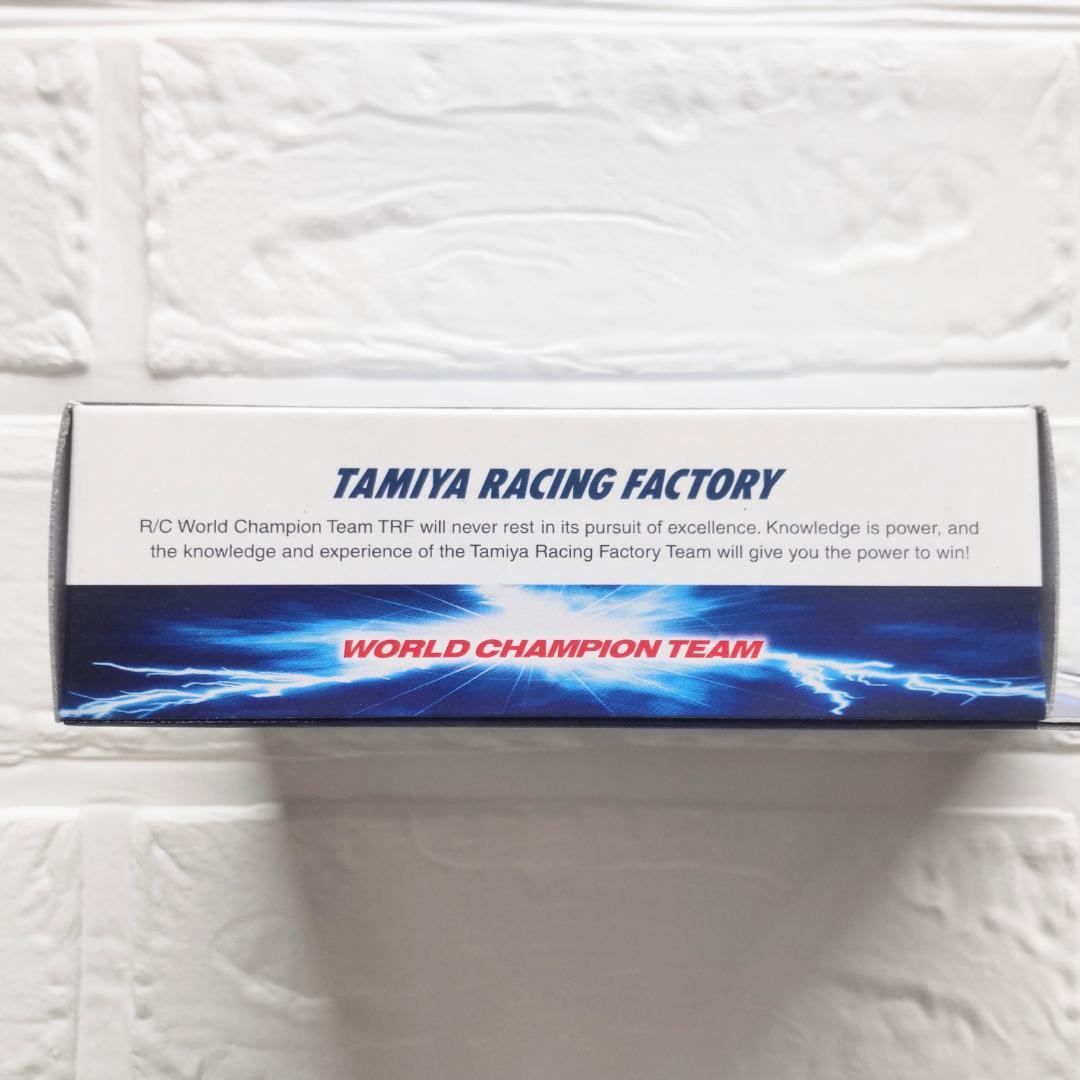 TAMIYA RACING FACTORY
R/C World Champion Team TRF will never rest in its pursuit of excellence. Knowledge is power, and
the knowledge and experience of the Tamiya Racing Factory Team will give you the power to win!
WORLD CHAMPION TEAM